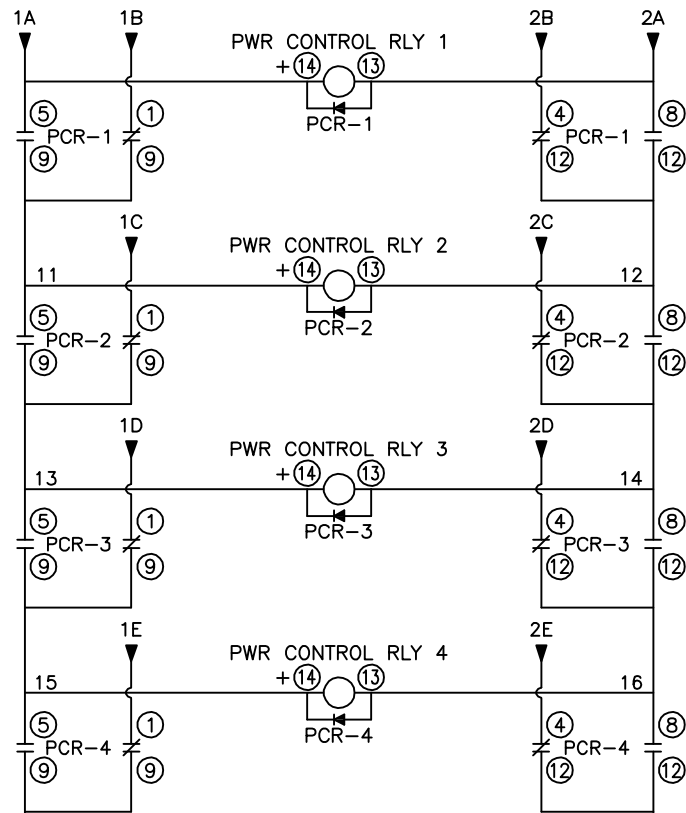 1A 1B 2B 2A
PWR CONTROL RLY 1
+ 14 13
PCR-1
5 1 4 8
PCR-1 PCR-1
9 9 12 12
1C 2C
PWR CONTROL RLY 2
11 + 14 13 12
PCR-2
5 1 4 8
PCR-2 PCR-2
9 9 12 12
1D 2D
PWR CONTROL RLY 3
13 + 14 13 14
PCR-3
5 1 4 8
PCR-3 PCR-3
9 9 12 12
1E 2E
PWR CONTROL RLY 4
15 + 14 13 16
PCR-4
5 1 4 8
PCR-4 PCR-4
9 9 12 12